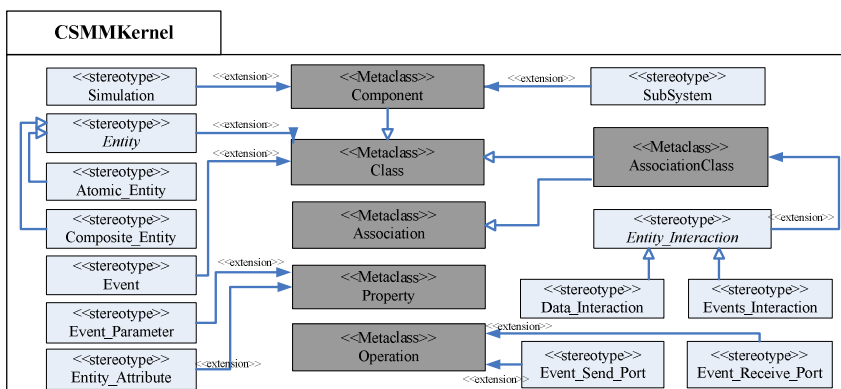 CSMMKernel
<<stereotype>>
Simulation
<<extension>>
<<Metaclass>>
Component
<<extension>>
<<stereotype>>
SubSystem
<<stereotype>>
Entity
<<extension>>
<<extension>>
<<Metaclass>>
Class
<<Metaclass>>
AssociationClass
<<stereotype>>
Atomic_Entity
<<stereotype>>
Composite_Entity
<<Metaclass>>
Association
<<stereotype>>
Entity_Interaction
<<extension>>
<<stereotype>>
Event
<<extension>>
<<Metaclass>>
Property
<<stereotype>>
Data_Interaction
<<stereotype>>
Events_Interaction
<<stereotype>>
Event_Parameter
<<Metaclass>>
Operation
<<extension>>
<<stereotype>>
Entity_Attribute
<<extension>>
<<extension>>
<<stereotype>>
Event_Send_Port
<<stereotype>>
Event_Receive_Port